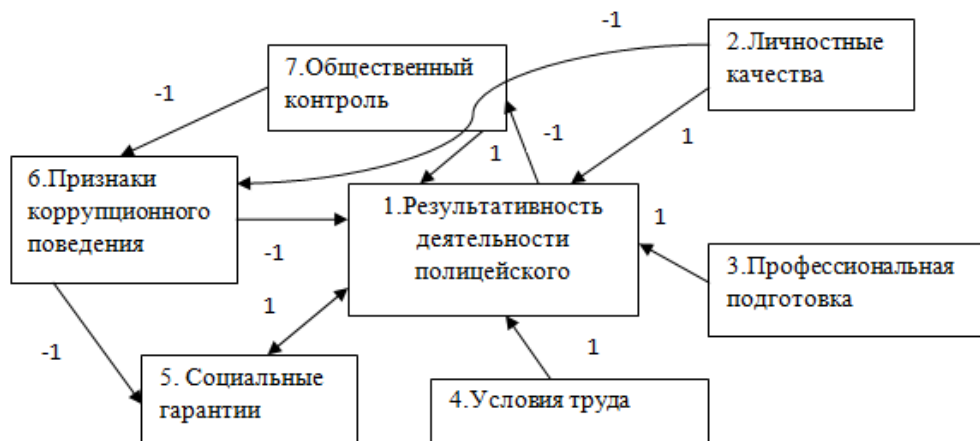 -1
2.Личностные
качества
7.Общественный
контроль
-1
-1
1
1
6.Признаки
коррупционного
поведения
1.Результативность
деятельности
полицейского
1
-1
3.Профессиональная
подготовка
1
-1
1
5. Социальные
гарантии
4.Условия труда